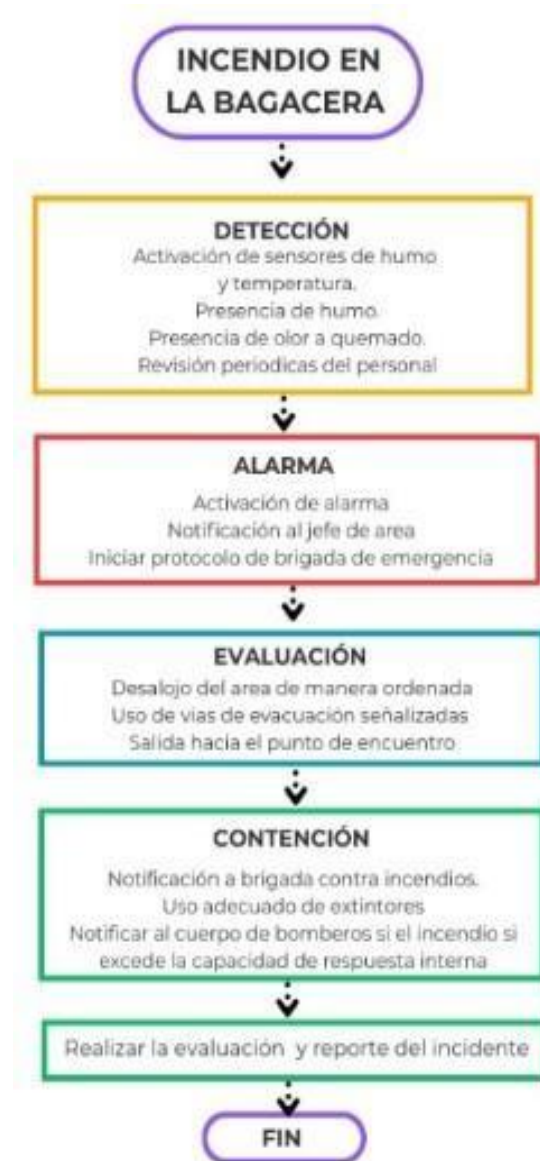 INCENDIO EN
LA BAGACERA
DETECCIÓN
Activación de sensores de humo
y temperatura.
Presencia de humo.
Presencia de olor a quemado.
Revisión periodicas del personal
ALARMA
Activación de alarma
Notificación al jefe de area
Iniciar protocolo de brigada de emergencia
EVALUACIÓN
Desalojo del area de manera ordenada
Uso de vias de evacuación señalizadas
Salida hacia el punto de encuentro
CONTENCIÓN
Notificación a brigada contra incendios.
Uso adecuado de extintores
Notificar al cuerpo de bomberos si el incendio si
excede la capacidad de respuesta interna
Realizar la evaluación y reporte del incidente
FIN